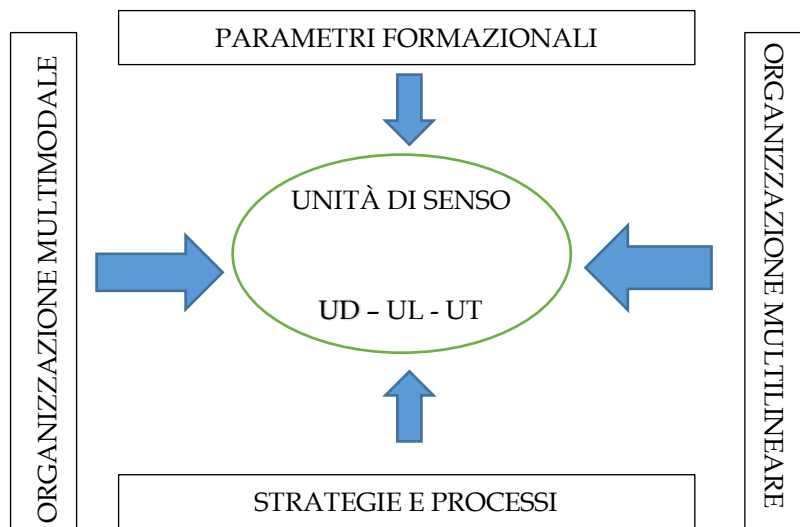 PARAMETRI FORMAZIONALI
ORGANIZZAZIONE MULTIMODALE
UNITÀ DI SENSO
UD – UL - UT
ORGANIZZAZIONE MULTILINEARE
STRATEGIE E PROCESSI